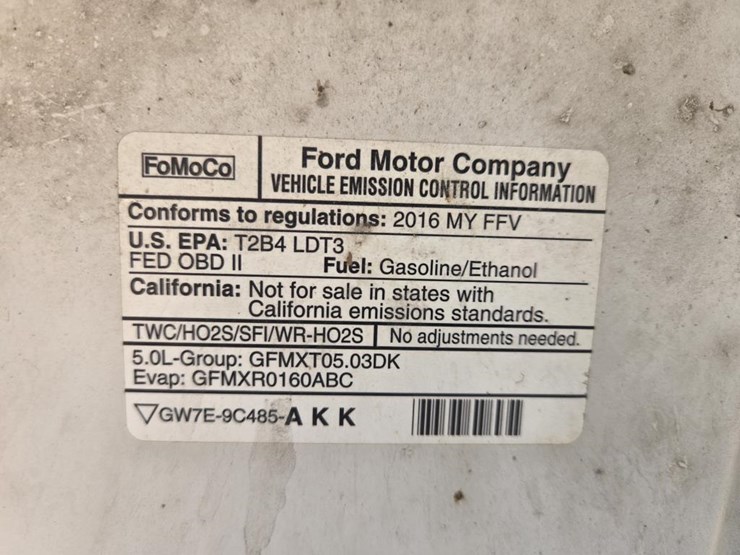 FoMoCo
Ford Motor Company
VEHICLE EMISSION CONTROL INFORMATION
Conforms to regulations: 2016 MY FFV
U.S. EPA: T2B4 LDT3
FED OBD II Fuel: Gasoline/Ethanol
California: Not for sale in states with
California emissions standards.
TWC/HO2S/SFI/WR-HO2S No adjustments needed.
5.0L-Group: GFMXT05.03DK
Evap: GFMXR0160ABC
▽GW7E-9C485-A K K